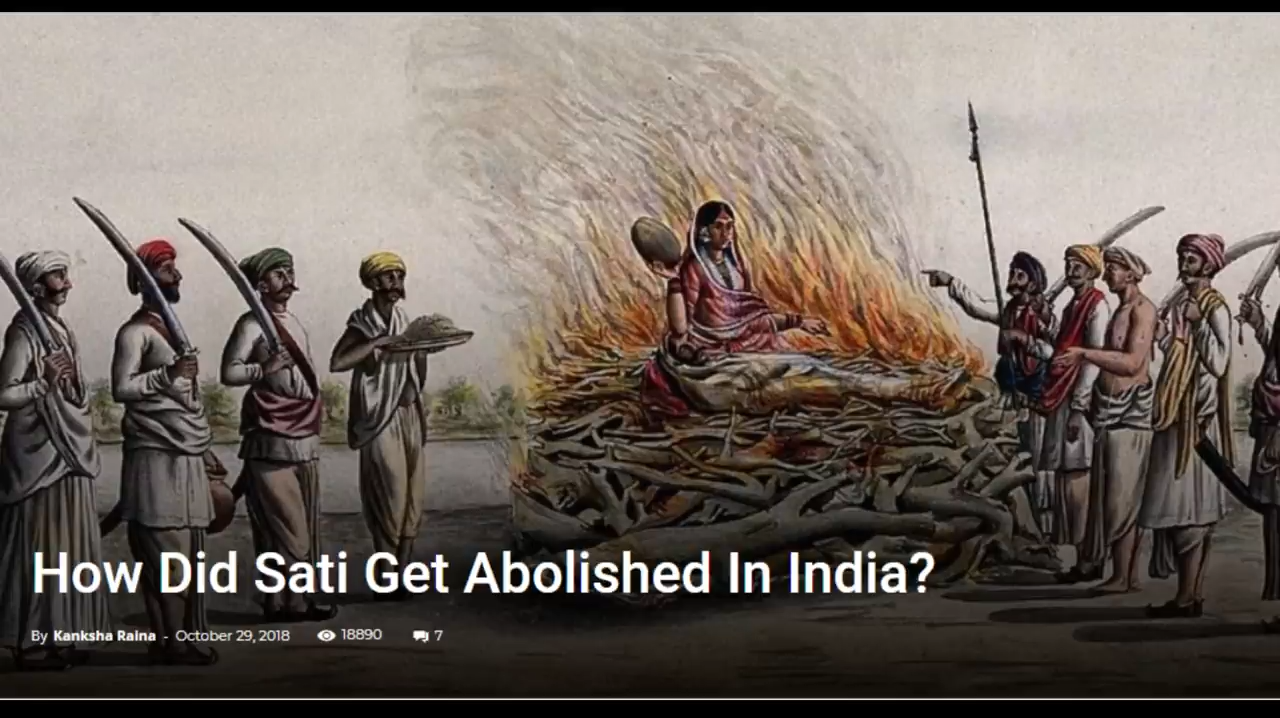 How Did Sati Get Abolished In India?
By Kanksha Raina - October 29, 2018 18890 7